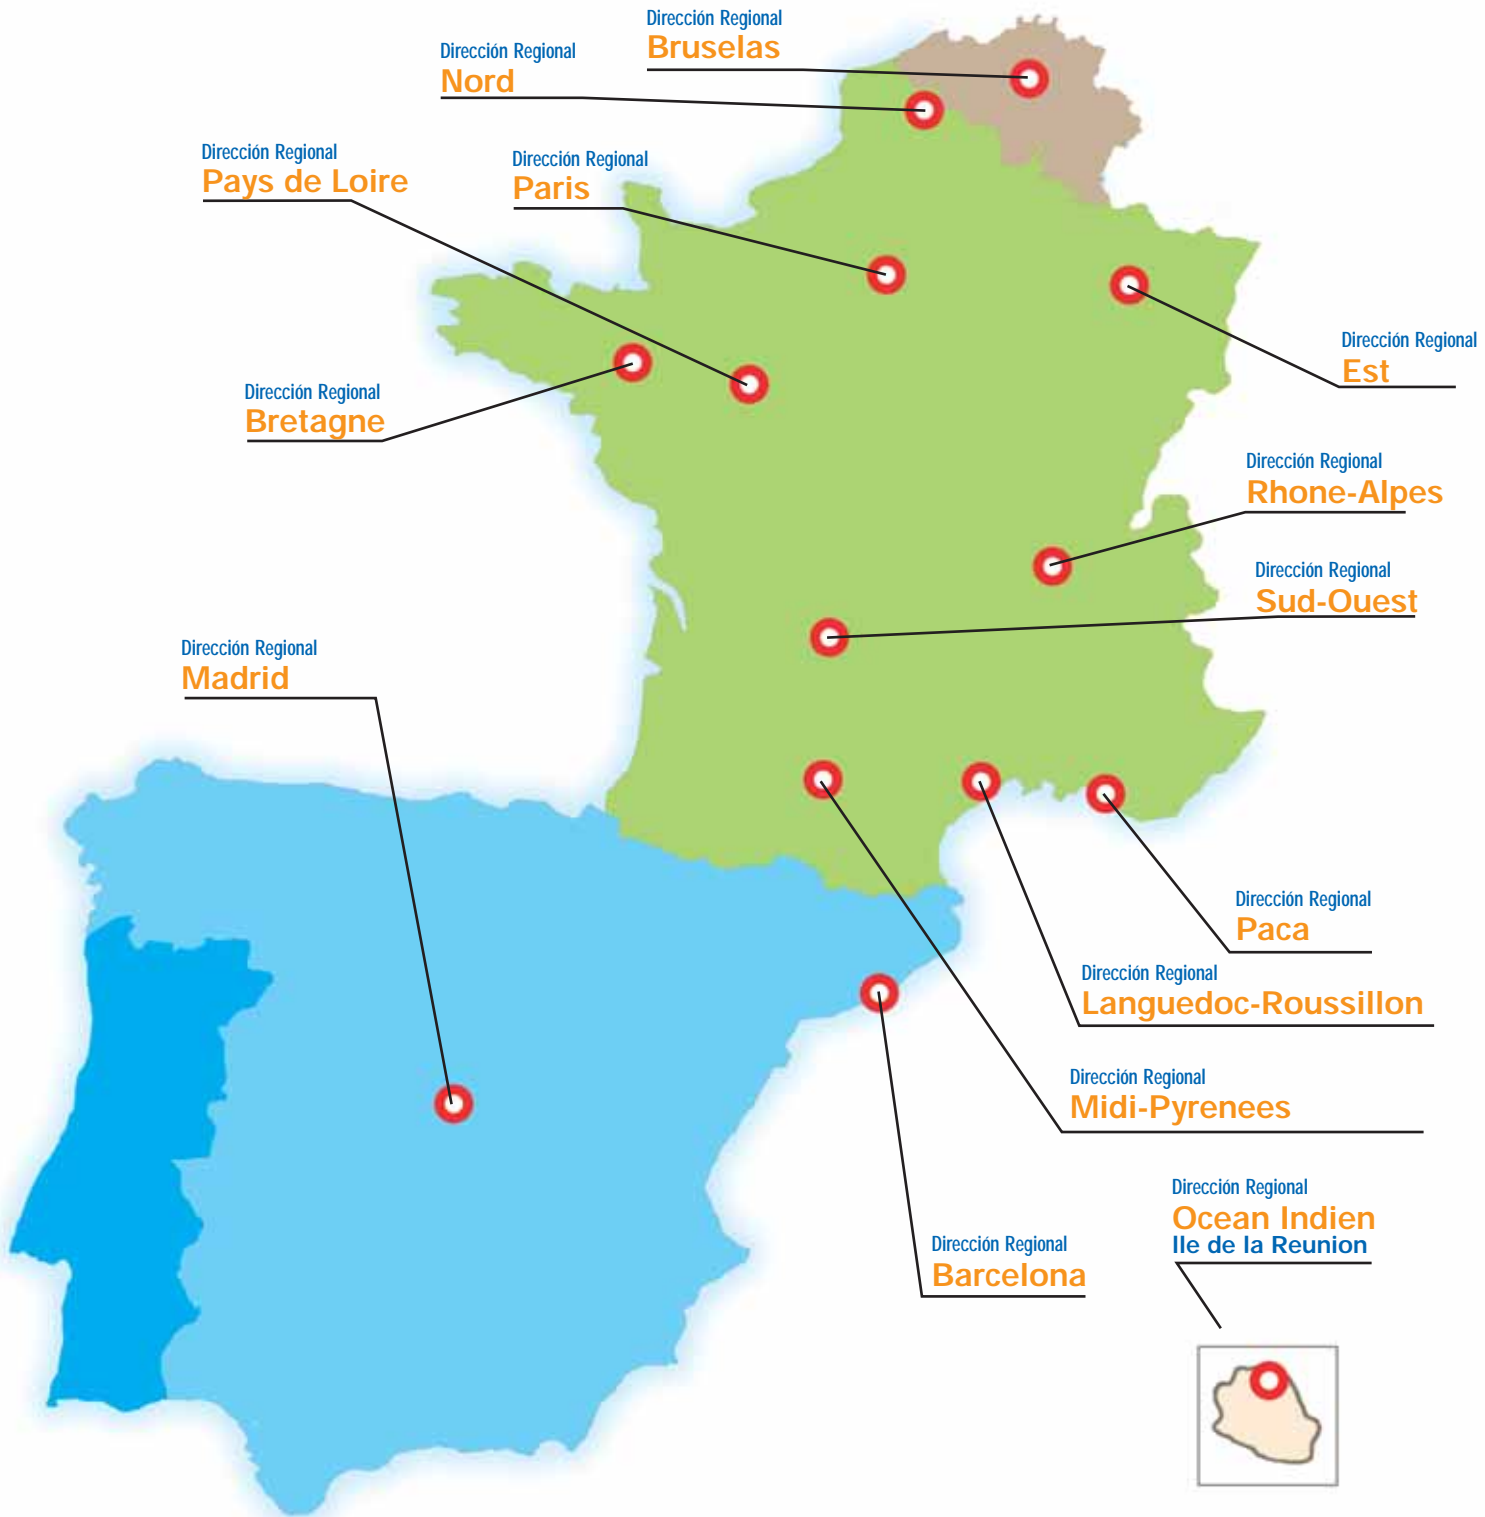 Dirección Regional
Bruselas
Dirección Regional
Nord
Dirección Regional
Pays de Loire
Dirección Regional
Paris
Dirección Regional
Est
Dirección Regional
Bretagne
Dirección Regional
Rhone-Alpes
Dirección Regional
Sud-Ouest
Dirección Regional
Madrid
Dirección Regional
Paca
Dirección Regional
Languedoc-Roussillon
Dirección Regional
Midi-Pyrenees
Dirección Regional
Ocean Indien
Ile de la Reunion
Dirección Regional
Barcelona